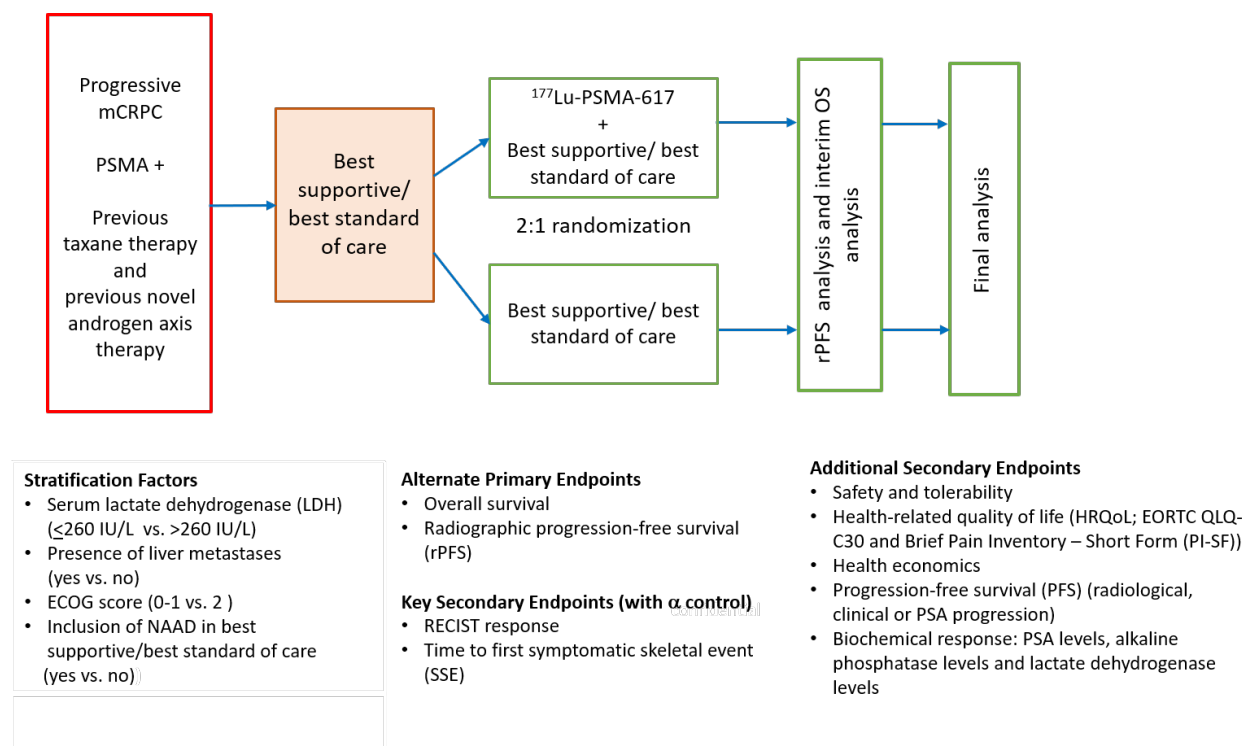 Progressive
mCRPC
PSMA +
Previous
taxane therapy
and
previous novel
androgen axis
therapy
Best
supportive/
best standard
of care
¹⁷⁷Lu-PSMA-617
+
Best supportive/ best
standard of care
2:1 randomization
Best supportive/ best
standard of care
rPFS analysis and interim OS
analysis
Final analysis
Stratification Factors
• Serum lactate dehydrogenase (LDH)
(≤260 IU/L vs. >260 IU/L)
• Presence of liver metastases
(yes vs. no)
• ECOG score (0-1 vs. 2 )
• Inclusion of NAAD in best
supportive/best standard of care
(yes vs. no)
Alternate Primary Endpoints
• Overall survival
• Radiographic progression-free survival
(rPFS)
Key Secondary Endpoints (with α control)
confidential
• RECIST response
• Time to first symptomatic skeletal event
(SSE)
Additional Secondary Endpoints
• Safety and tolerability
• Health-related quality of life (HRQoL; EORTC QLQ-
C30 and Brief Pain Inventory – Short Form (PI-SF))
• Health economics
• Progression-free survival (PFS) (radiological,
clinical or PSA progression)
• Biochemical response: PSA levels, alkaline
phosphatase levels and lactate dehydrogenase
levels